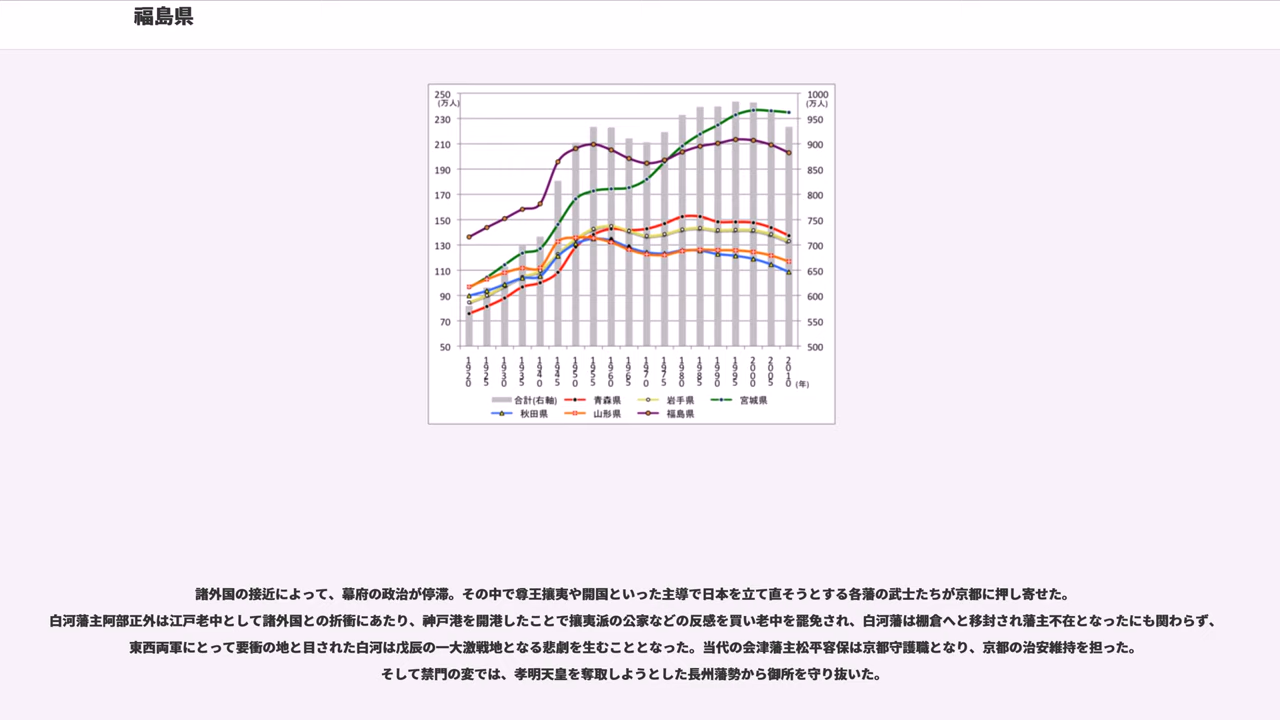 福島県
250
(万人)
230
210
190
170
150
130
110
90
70
50
1000
(万人)
950
900
850
800
750
700
650
600
550
500
1920 1925 1930 1935 1940 1945 1950 1955 1960 1965 1970 1975 1980 1985 1990 1995 2000 2005 2010 (年)
合計(右軸) 青森県 岩手県 宮城県
秋田県 山形県 福島県
諸外国の接近によって、幕府の政治が停滞。その中で尊王攘夷や開国といった主導で日本を立て直そうとする各藩の武士たちが京都に押し寄せた。
白河藩主阿部正外は江戸老中として諸外国との折衝にあたり、神戸港を開港したことで攘夷派の公家などの反感を買い老中を罷免され、白河藩は棚倉へと移封され藩主不在となったにも関わらず、
東西両軍にとって要衝の地と目された白河は戊辰の一大激戦地となる悲劇を生むこととなった。当代の会津藩主松平容保は京都守護職となり、京都の治安維持を担った。
そして禁門の変では、孝明天皇を奪取しようとした長州藩勢から御所を守り抜いた。